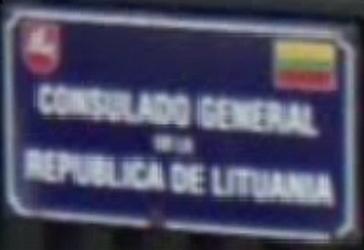 CONSULADO GENERAL
DE LA
REPUBLICA DE LITUANIA